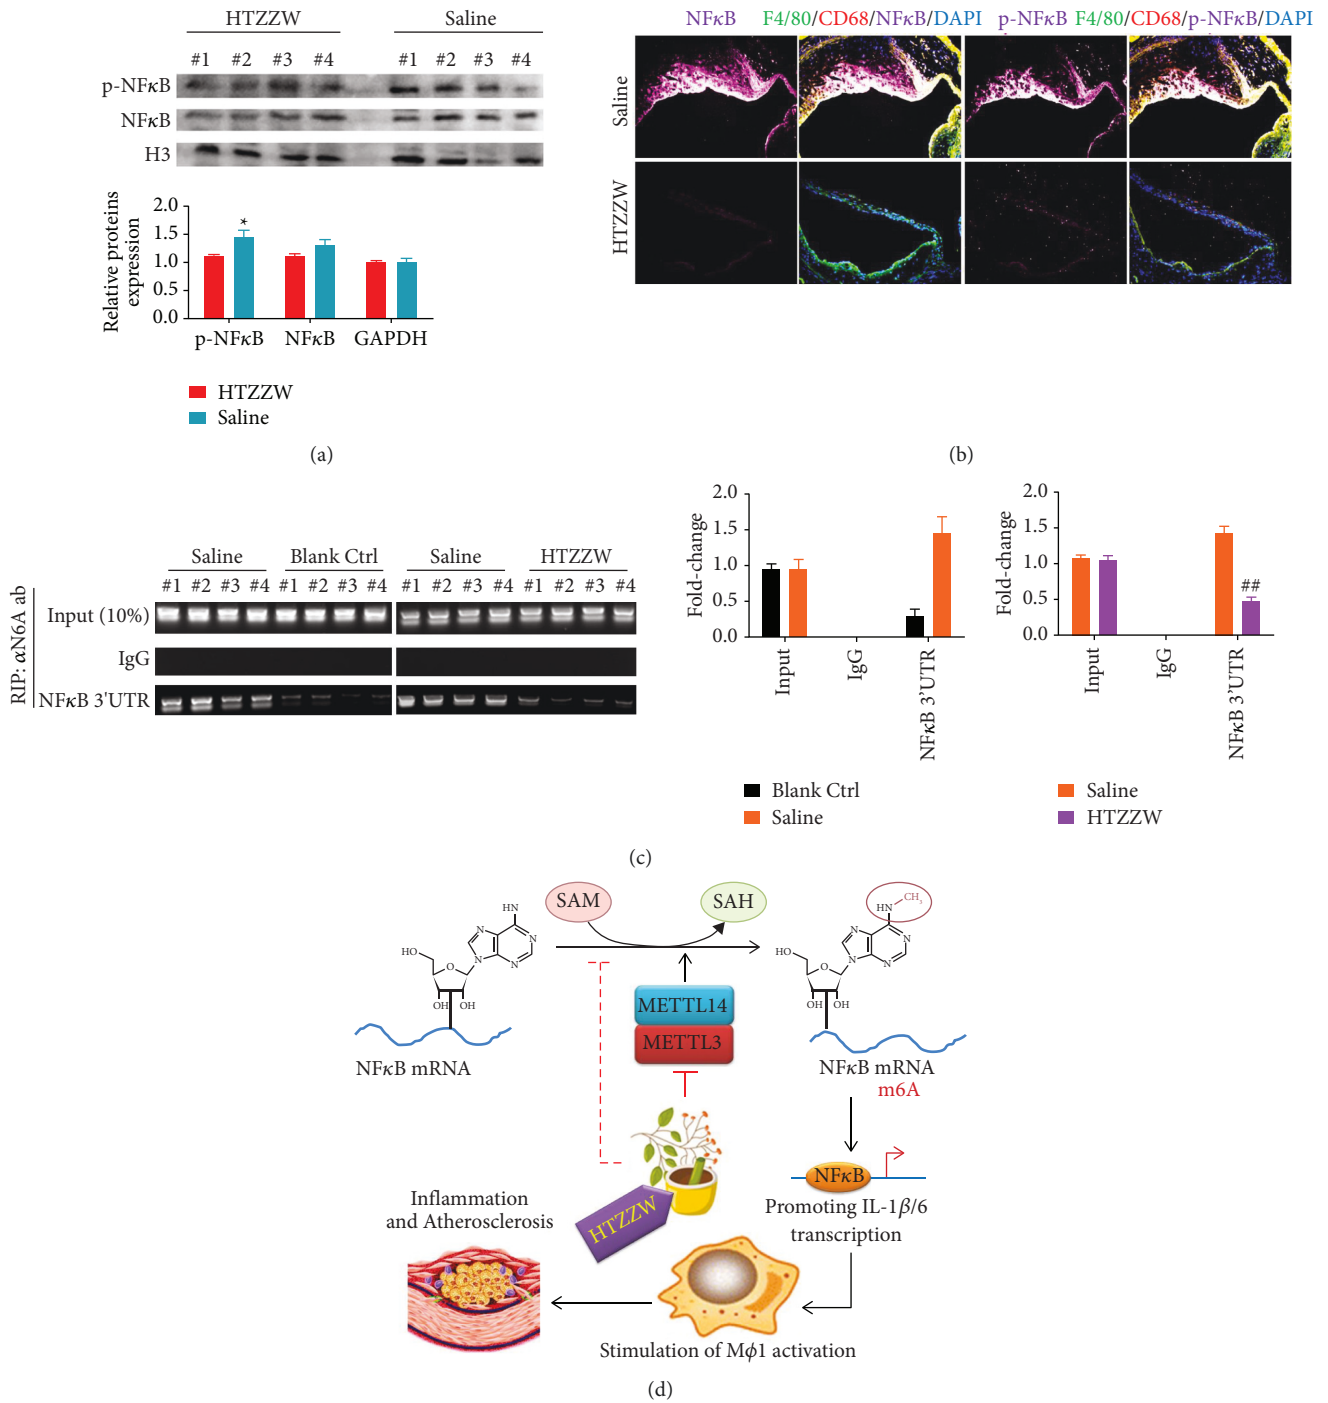 HTZZW Saline
#1 #2 #3 #4 #1 #2 #3 #4
p-NFκB
NFκB
H3
Relative proteins
expression
2.0
1.5
1.0
0.5
0.0
p-NFκB NFκB GAPDH
HTZZW
Saline
(a)
NFκB F4/80/CD68/NFκB/DAPI p-NFκB F4/80/CD68/p-NFκB/DAPI
Saline
HTZZW
(b)
Saline Blank Ctrl Saline HTZZW
#1 #2 #3 #4 #1 #2 #3 #4 #1 #2 #3 #4 #1 #2 #3 #4
RIP: αN6A ab
Input (10%)
IgG
NFκB 3'UTR
Fold-change
2.0
1.5
1.0
0.5
0.0
Input IgG NFκB 3'UTR
Blank Ctrl
Saline
Fold-change
2.0
1.5
1.0
0.5
0.0
##
Input IgG NFκB 3'UTR
Saline
HTZZW
(c)
SAM SAH
HN
N N
N N
HO O
OH OH
NFκB mRNA
METTL14
METTL3
HN CH3
N N
N N
HO O
OH OH
NFκB mRNA
m6A
HTZZW
NFκB
Promoting IL-1β/6
transcription
Inflammation
and Atherosclerosis
Stimulation of Mϕ1 activation
(d)